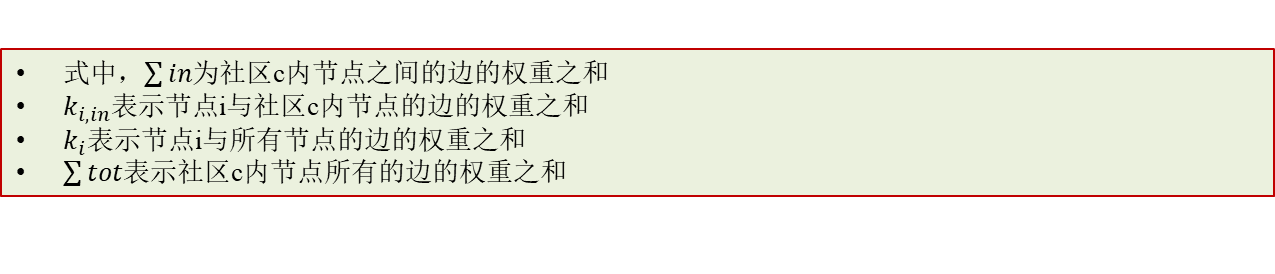 • 式中，∑ in为社区c内节点之间的边的权重之和
• k_{i,in}表示节点i与社区c内节点的边的权重之和
• k_i表示节点i与所有节点的边的权重之和
• ∑ tot表示社区c内节点所有的边的权重之和